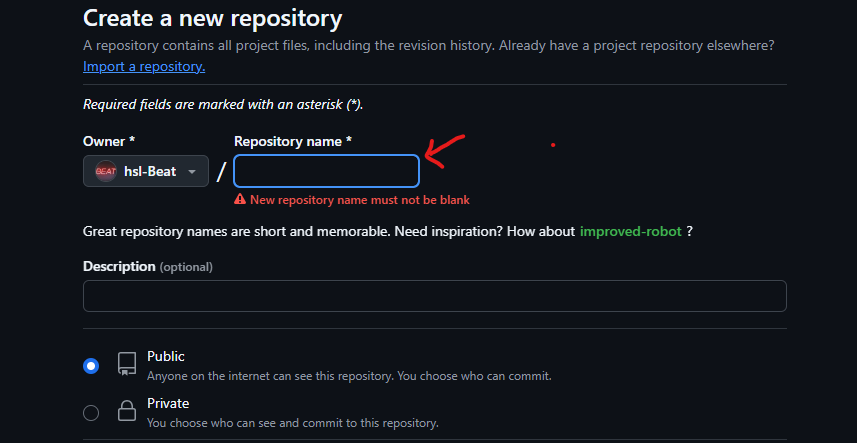 Create a new repository
A repository contains all project files, including the revision history. Already have a project repository elsewhere?
Import a repository.
Required fields are marked with an asterisk (*).
Owner * Repository name *
BEAT hsl-Beat /
New repository name must not be blank
Great repository names are short and memorable. Need inspiration? How about improved-robot ?
Description (optional)
Public
Anyone on the internet can see this repository. You choose who can commit.
Private
You choose who can see and commit to this repository.